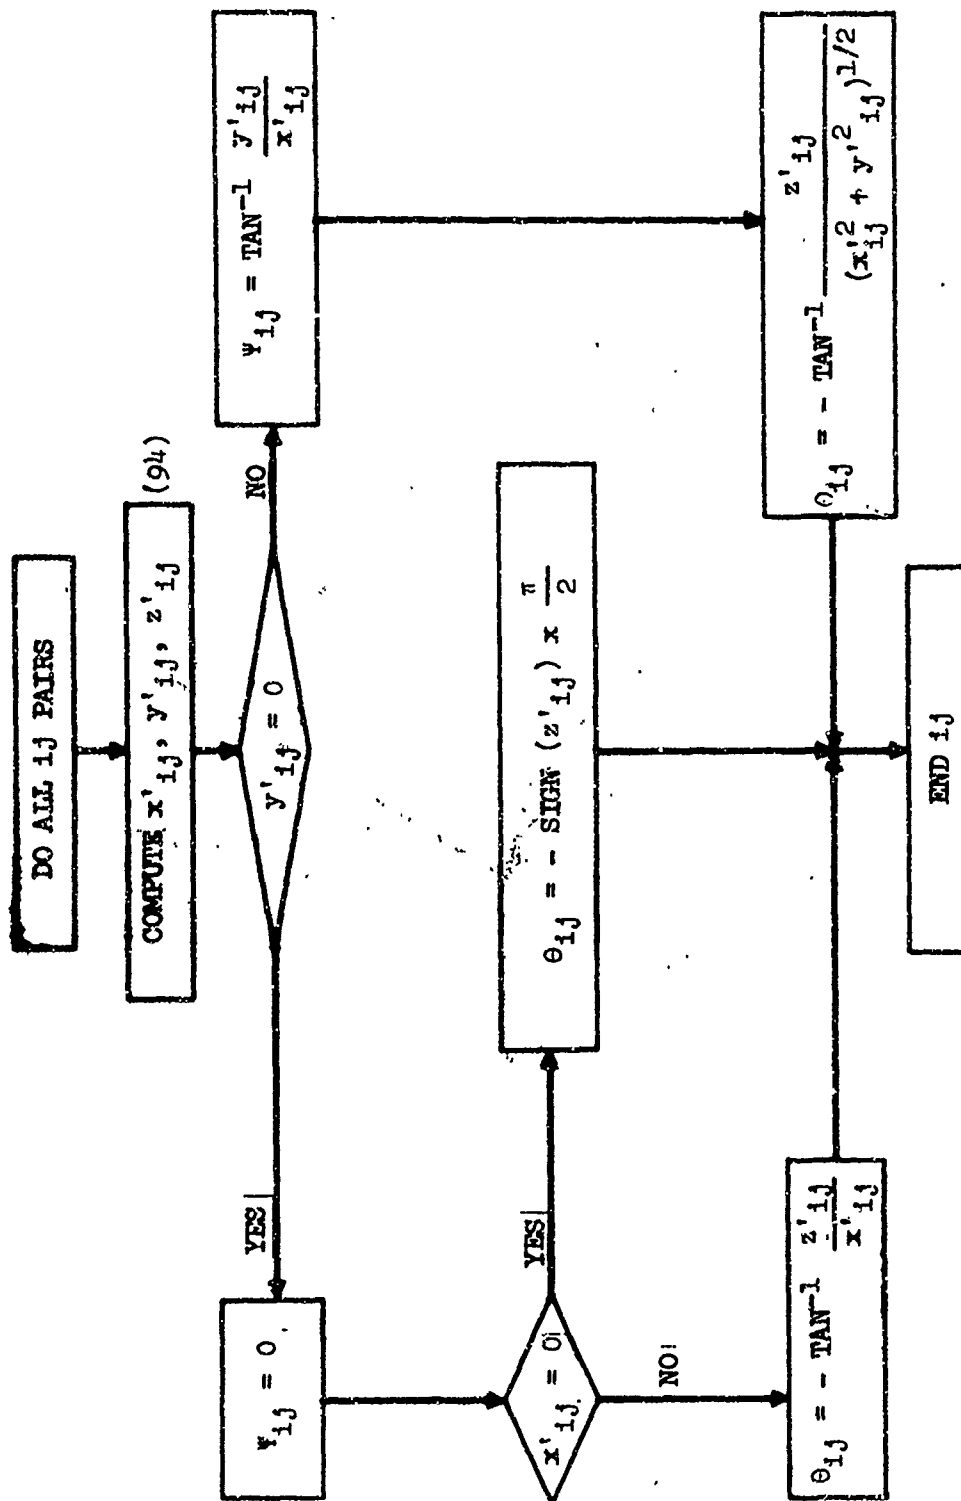 DO ALL ij PAIRS
COMPUTE x'ij, y'ij, z'ij (94)
y'ij = 0
YES
NO
Ψij = 0
Ψij = TAN⁻¹ y'ij / x'ij
x'ij = 0
YES
NO
θij = - SIGN (z'ij) x π / 2
θij = - TAN⁻¹ z'ij / x'ij
θij = - TAN⁻¹ z'ij / (x'²ij + y'²ij)1/2
END ij